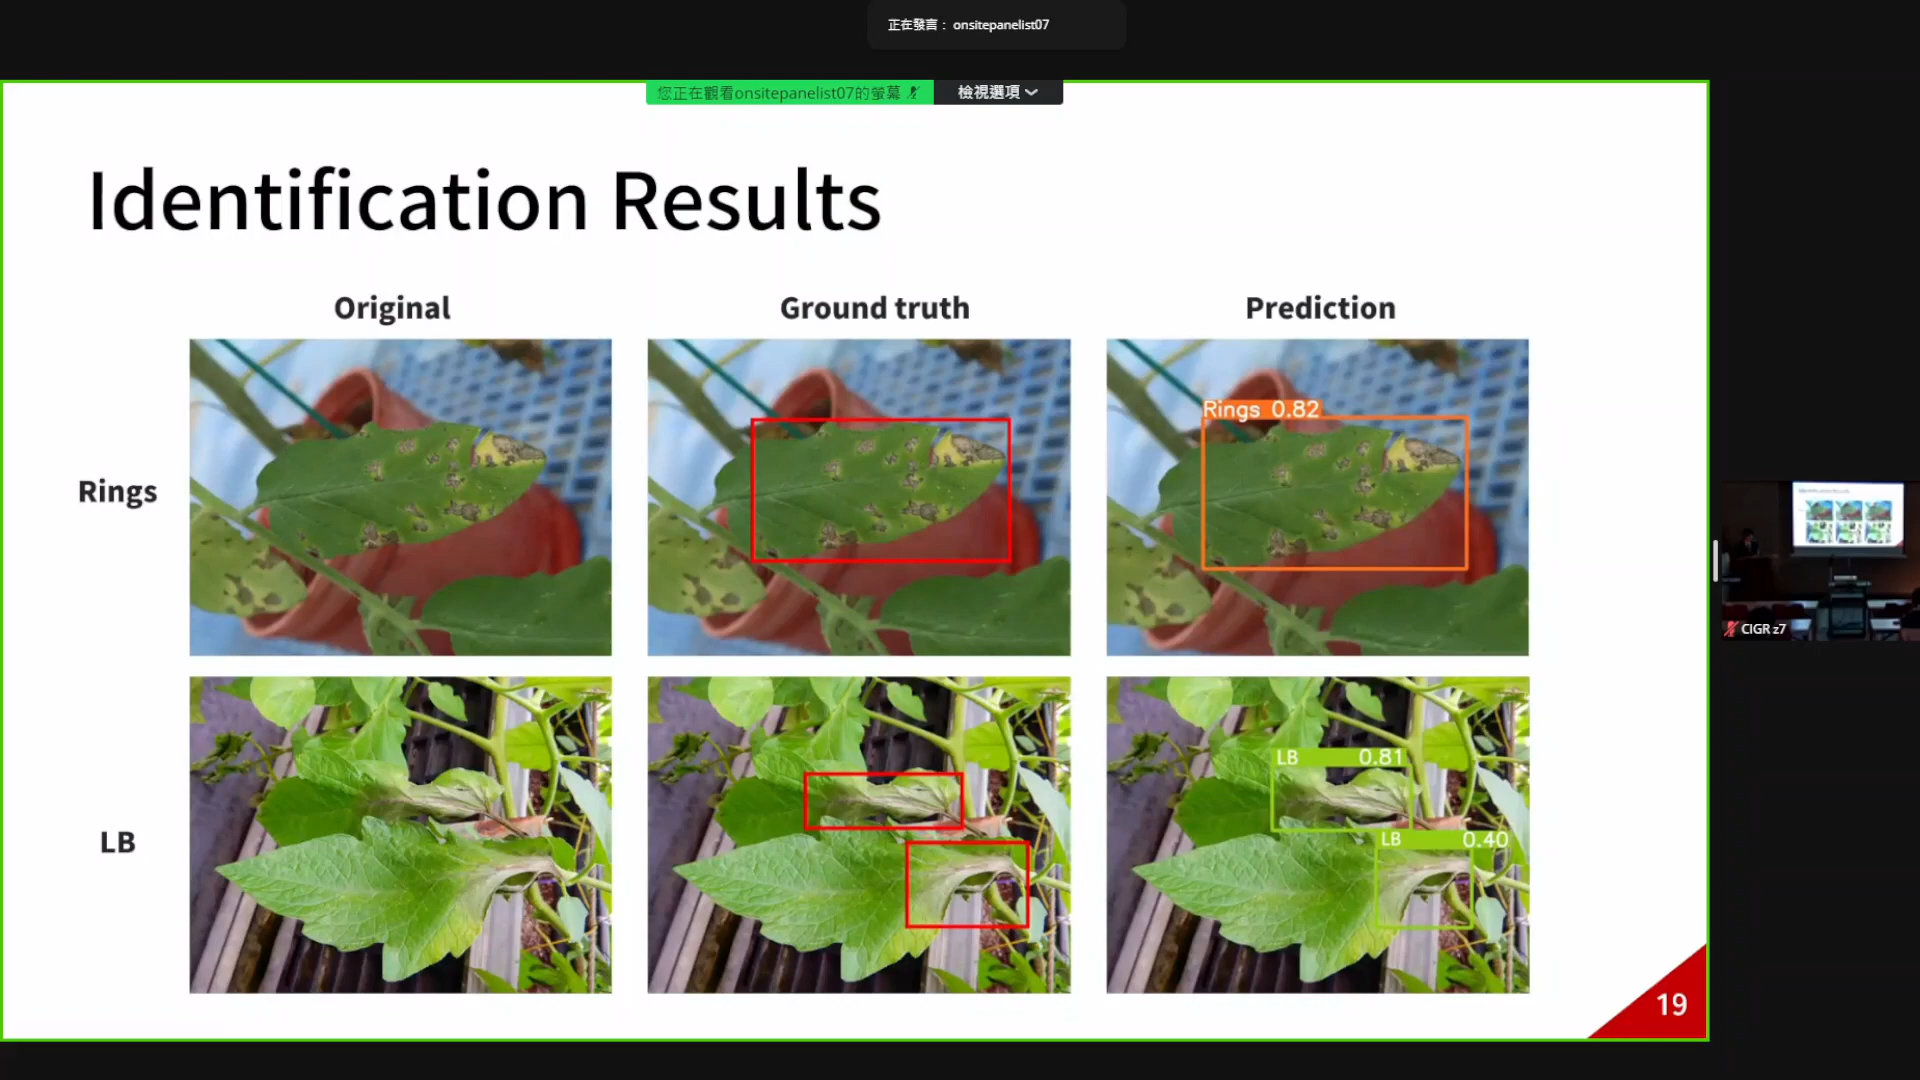 正在發言： onsitepanelist07
您正在觀看onsitepanelist07的螢幕
檢視選項
Identification Results
Original
Ground truth
Prediction
Rings
Rings 0.82
LB
LB 0.81
LB 0.40
19
CIGR z7